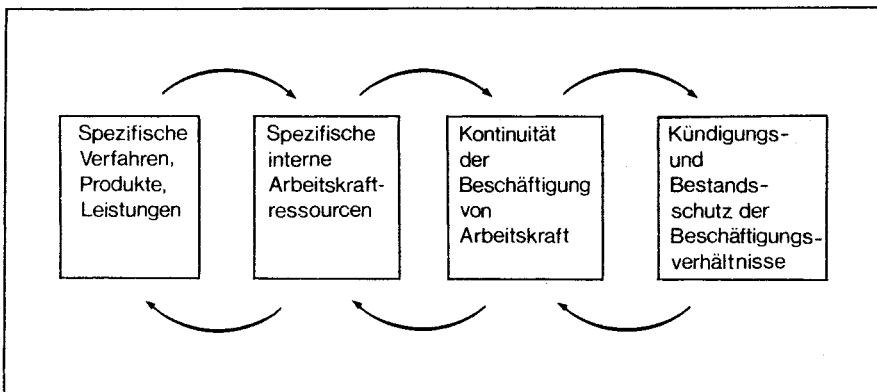 Spezifische
Verfahren,
Produkte,
Leistungen
Spezifische
interne
Arbeitskraft-
ressourcen
Kontinuität
der
Beschäftigung
von
Arbeitskraft
Kündigungs-
und
Bestands-
schutz der
Beschäftigungs-
verhältnisse